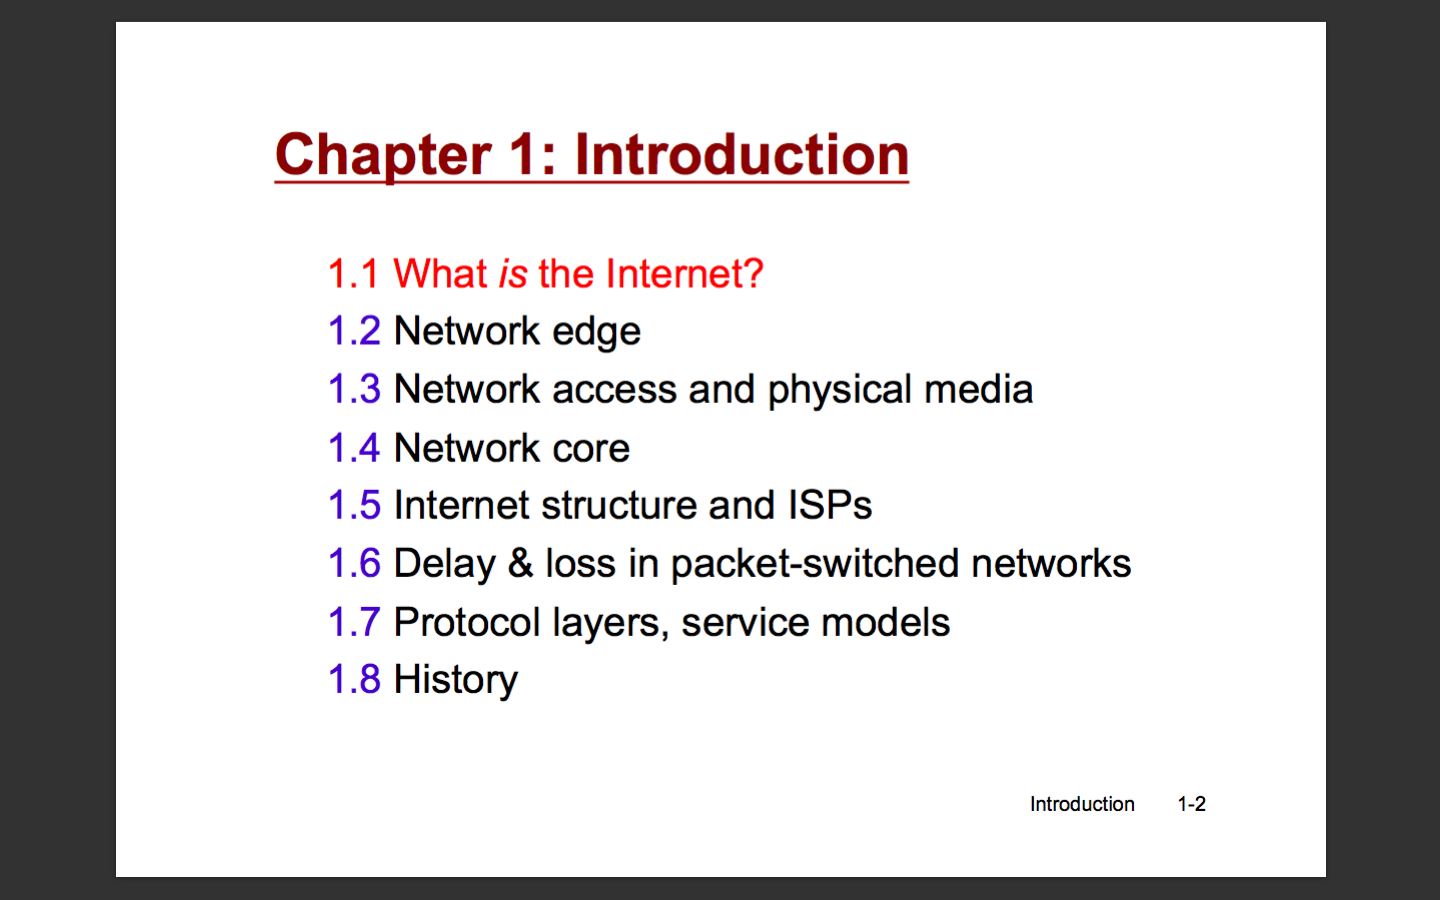 Chapter 1: Introduction
1.1 What is the Internet?
1.2 Network edge
1.3 Network access and physical media
1.4 Network core
1.5 Internet structure and ISPs
1.6 Delay & loss in packet-switched networks
1.7 Protocol layers, service models
1.8 History
Introduction 1-2